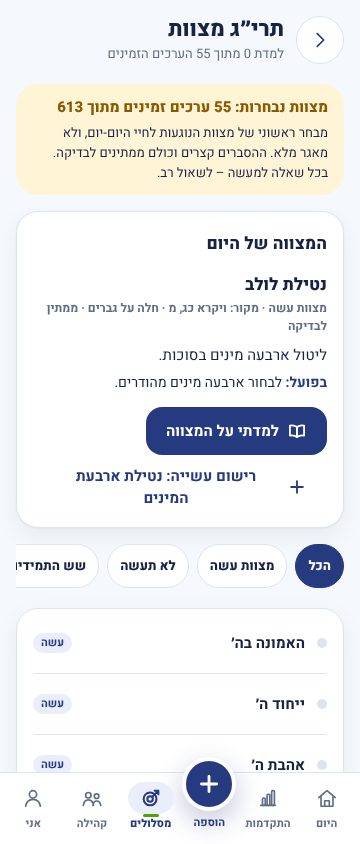 תרי״ג מצוות
למדת 0 מתוך 55 הערכים הזמינים
מצוות נבחרות: 55 ערכים זמינים מתוך 613
מבחר ראשוני של מצוות הנוגעות לחיי היום-יום, ולא
מאגר מלא. ההסברים קצרים וכולם ממתינים לבדיקה.
בכל שאלה למעשה – לשאול רב.
המצווה של היום
נטילת לולב
מצוות עשה · מקור: ויקרא כג, מ · חלה על גברים · ממתין
לבדיקה
ליטול ארבעה מינים בסוכות.
בפועל: לבחור ארבעה מינים מהודרים.
למדתי על המצווה
רישום עשייה: נטילת ארבעת
המינים
הכל
מצוות עשה
לא תעשה
שש התמידיו
האמונה בה׳
עשה
ייחוד ה׳
עשה
אהבת ה׳
עשה
היום
התקדמות
הוספה
מסלולים
קהילה
אני